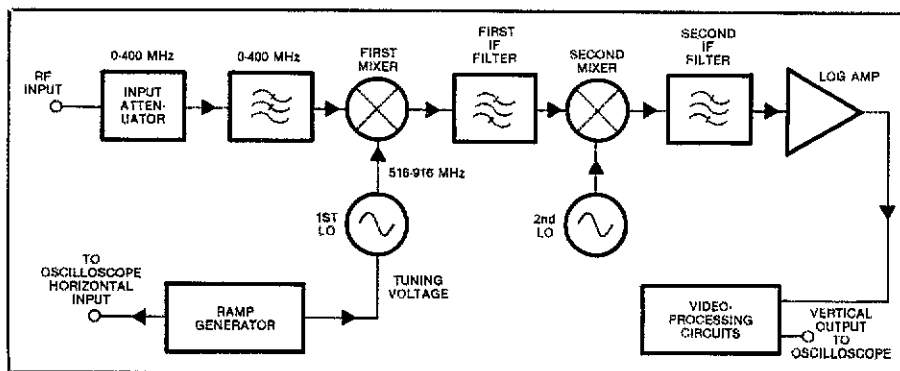 0-400 MHz
0-400 MHz
FIRST
MIXER
FIRST
IF
FILTER
SECOND
MIXER
SECOND
IF
FILTER
LOG AMP
RF
INPUT
INPUT
ATTEN-
UATOR
516-916 MHz
1ST
LO
2nd
LO
TO
OSCILLOSCOPE
HORIZONTAL
INPUT
TUNING
VOLTAGE
RAMP
GENERATOR
VIDEO-
PROCESSING
CIRCUITS
VERTICAL
OUTPUT
TO
OSCILLOSCOPE